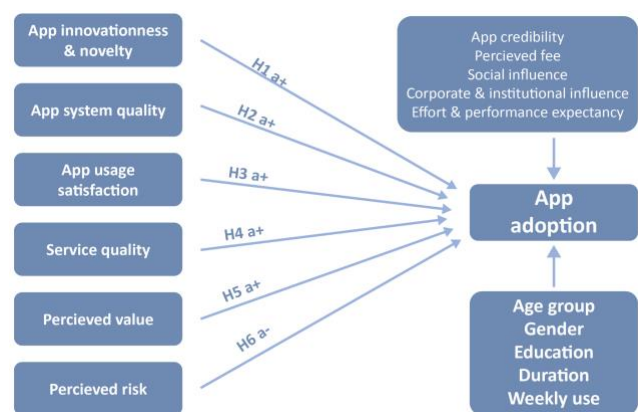 App innovationness
& novelty
App system quality
App usage
satisfaction
Service quality
Percieved value
Percieved risk
H1 a+
H2 a+
H3 a+
H4 a+
H5 a+
H6 a-
App credibility
Percieved fee
Social influence
Corporate & institutional influence
Effort & performance expectancy
App
adoption
Age group
Gender
Education
Duration
Weekly use